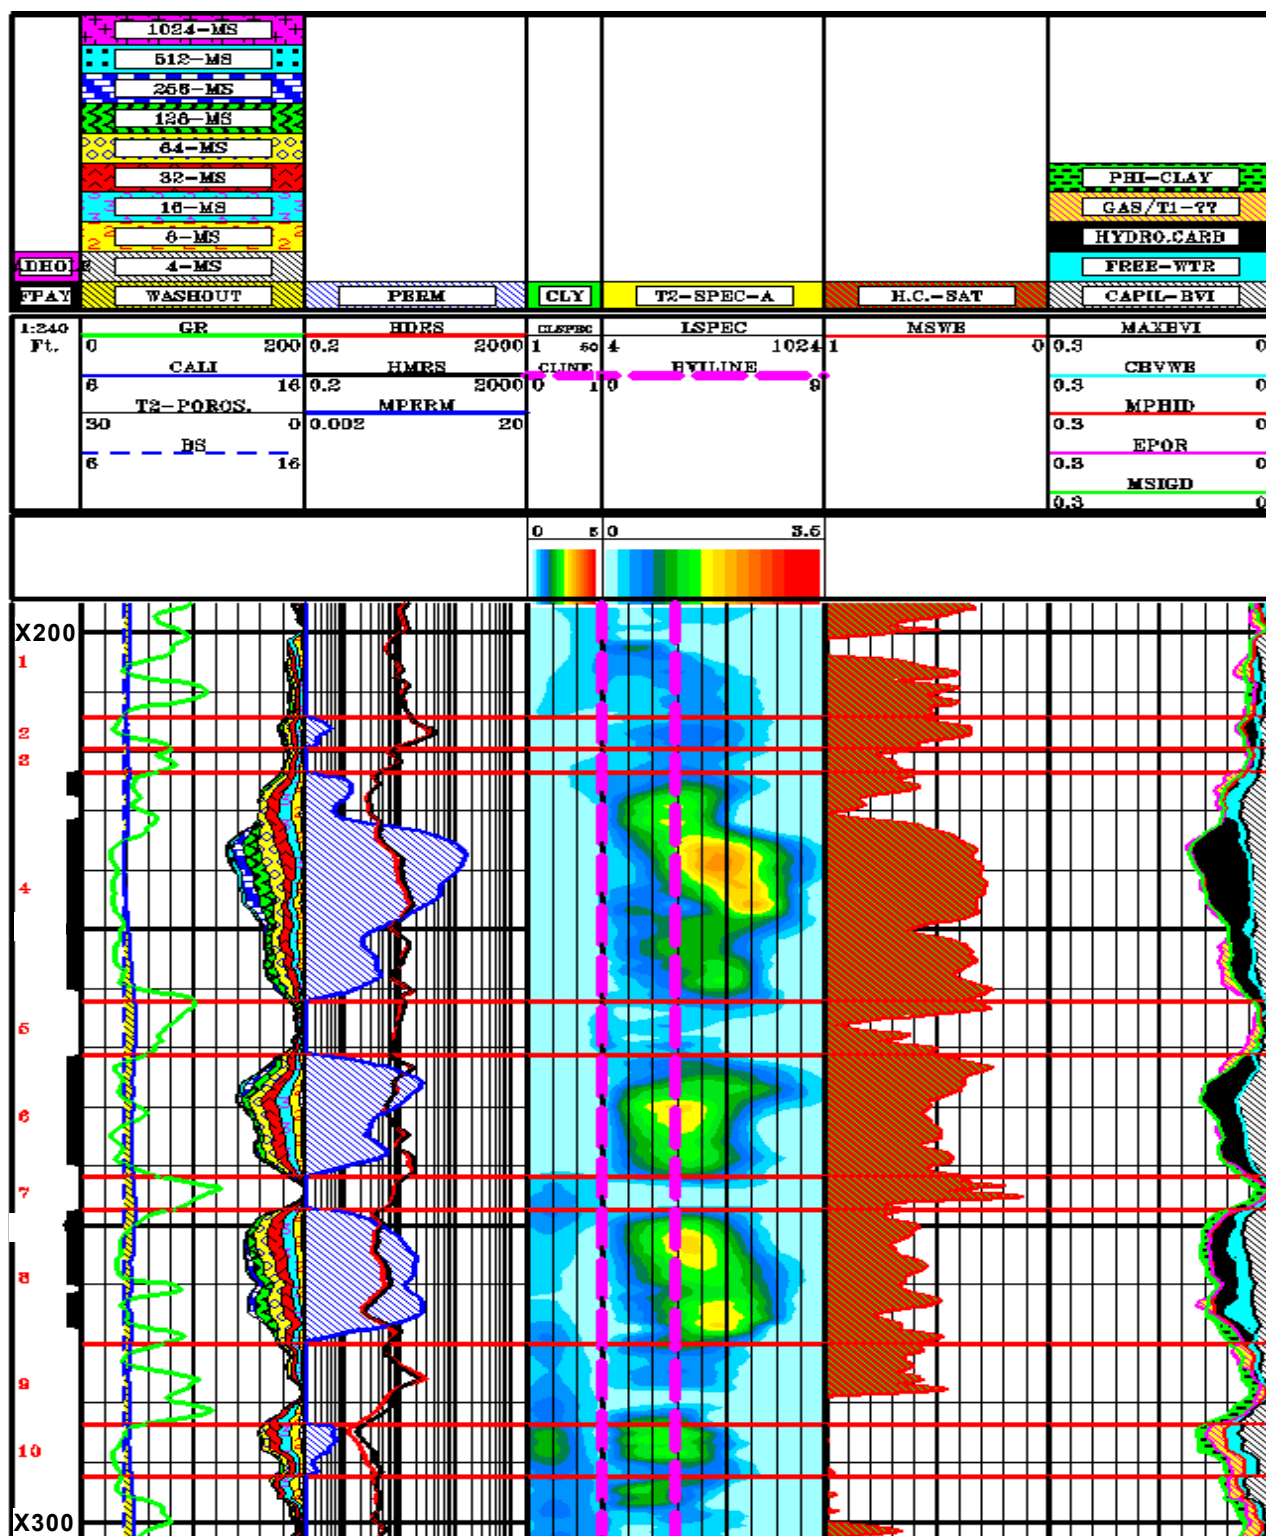 1024-MS
512-MS
256-MS
128-MS
64-MS
32-MS PHI-CLAY
16-MS GAS/T1-??
8-MS HYDRO.CARB
4-MS FREE-WTR
FPAY WASHOUT PERM CLY T2-SPEC-A H.C.-SAT CAPIL-BVI
1:240 GR HDRS CLSPEC LSPEC MSWE MAXBVI
Ft. 0 200 0.2 2000 1 50 4 1024 1 0 0.3 0
CALI HMRS CLINE BVILINE CBVWE
6 16 0.2 2000 0 1 0 9 0.3 0
T2-POROS. MPERM MPHID
30 0 0.002 20 0.3 0
BS EPOR
6 16 0.3 0
MSIGD
0.3 0
0 5 0 3.5
X200
1
2
3
4
5
6
7
8
9
10
X300